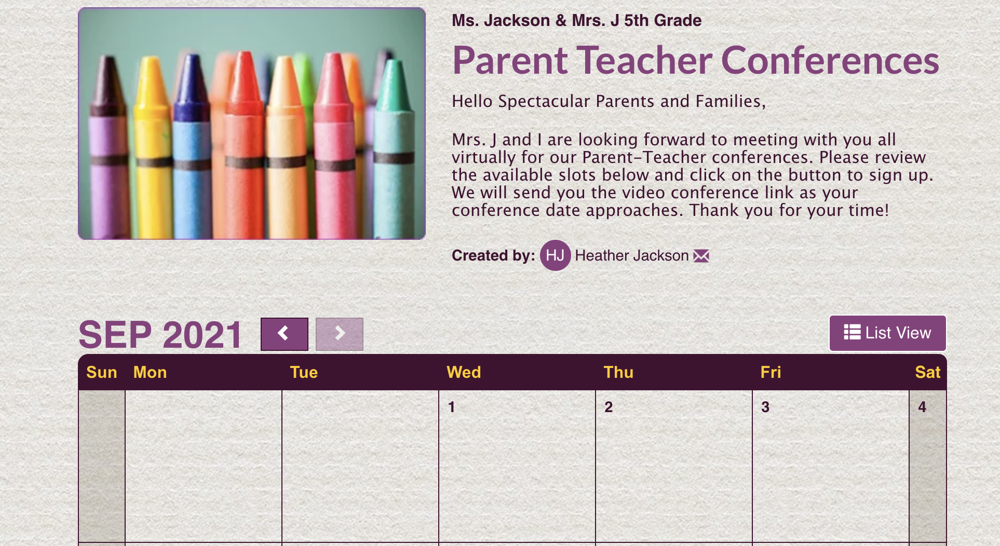 Ms. Jackson & Mrs. J 5th Grade
Parent Teacher Conferences
Hello Spectacular Parents and Families,
Mrs. J and I are looking forward to meeting with you all
virtually for our Parent-Teacher conferences. Please review
the available slots below and click on the button to sign up.
We will send you the video conference link as your
conference date approaches. Thank you for your time!
Created by: HJ Heather Jackson
SEP 2021
List View
Sun Mon Tue Wed Thu Fri Sat
1 2 3 4